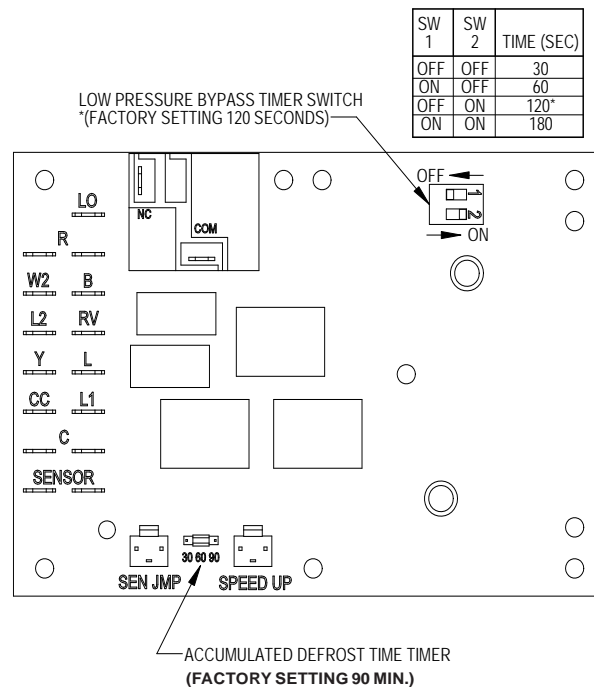 SW 1 SW 2 TIME (SEC)
OFF OFF 30
ON OFF 60
OFF ON 120*
ON ON 180
LOW PRESSURE BYPASS TIMER SWITCH
*(FACTORY SETTING 120 SECONDS)
OFF
1
2
ON
LO
NC
COM
R
W2 B
L2 RV
Y L
CC L1
C
SENSOR
30 60 90
SEN JMP SPEED UP
ACCUMULATED DEFROST TIME TIMER
(FACTORY SETTING 90 MIN.)